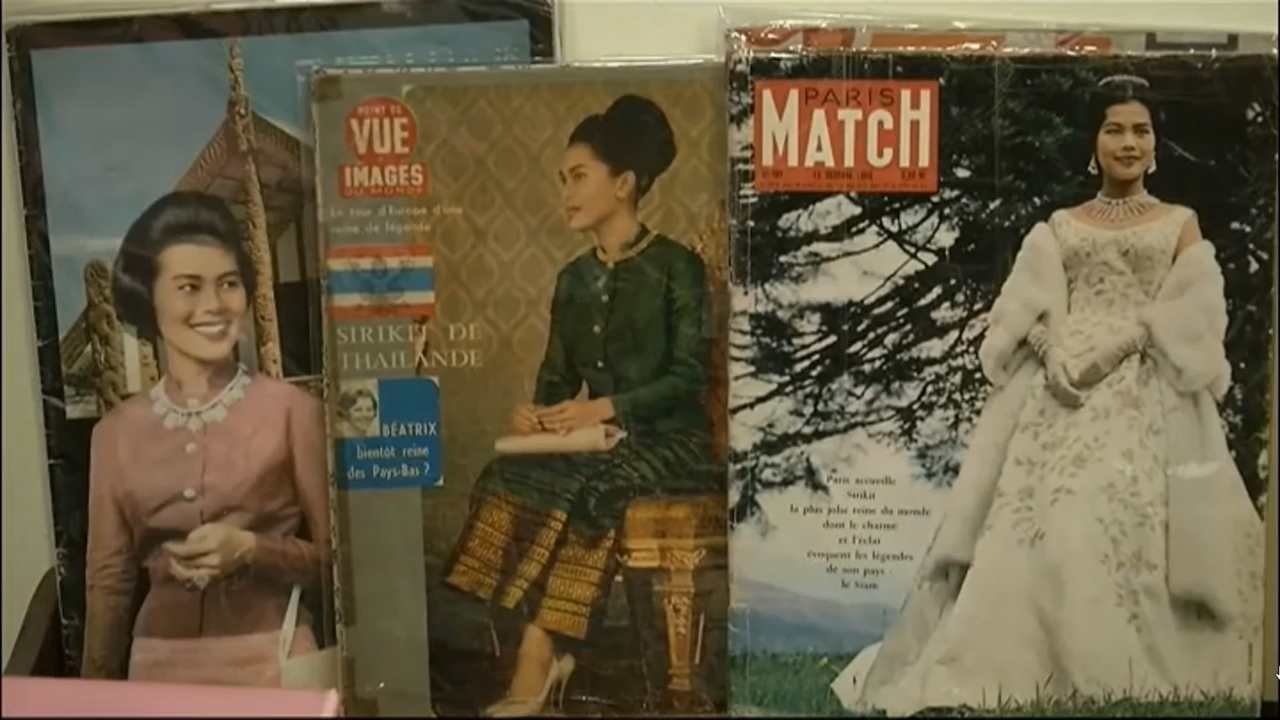 POINT DE
VUE
IMAGES
DU MONDE
Le tour d'Europe d'une
reine de légende
SIRIKIT DE
THAILANDE
BÉATRIX
bientôt reine
des Pays-Bas ?
PARIS
MATCH
Paris accueille
Sirikit
la plus jolie reine du monde
dont le charme
et l'éclat
évoquent les légendes
de son pays
le Siam